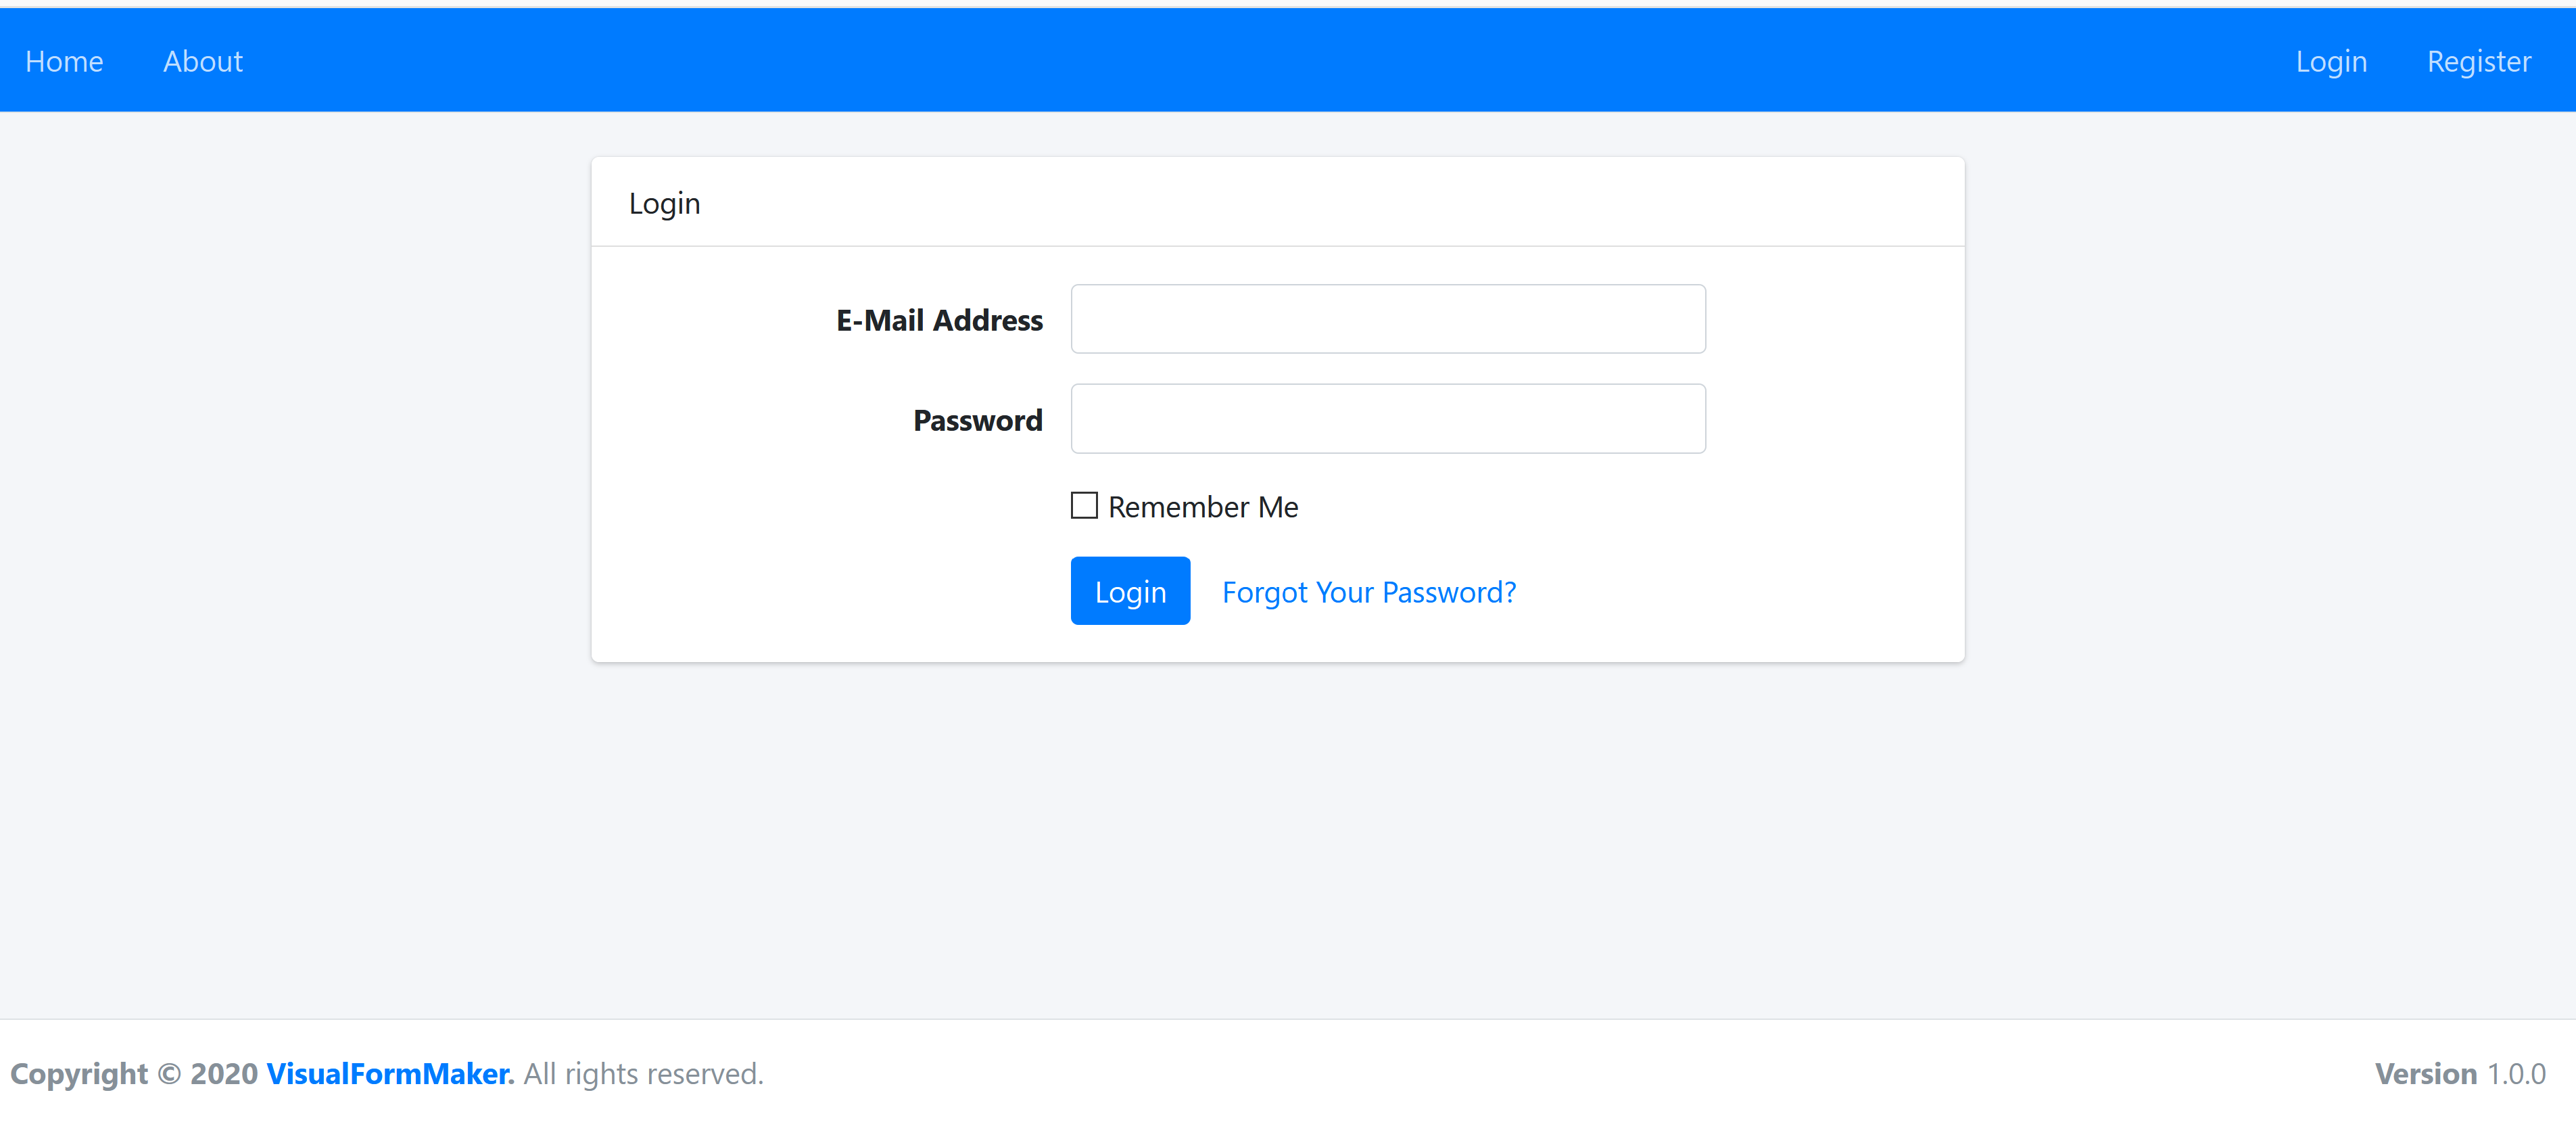 Home About Login Register
Login
E-Mail Address
Password
Remember Me
Login Forgot Your Password?
Copyright © 2020 VisualFormMaker. All rights reserved. Version 1.0.0